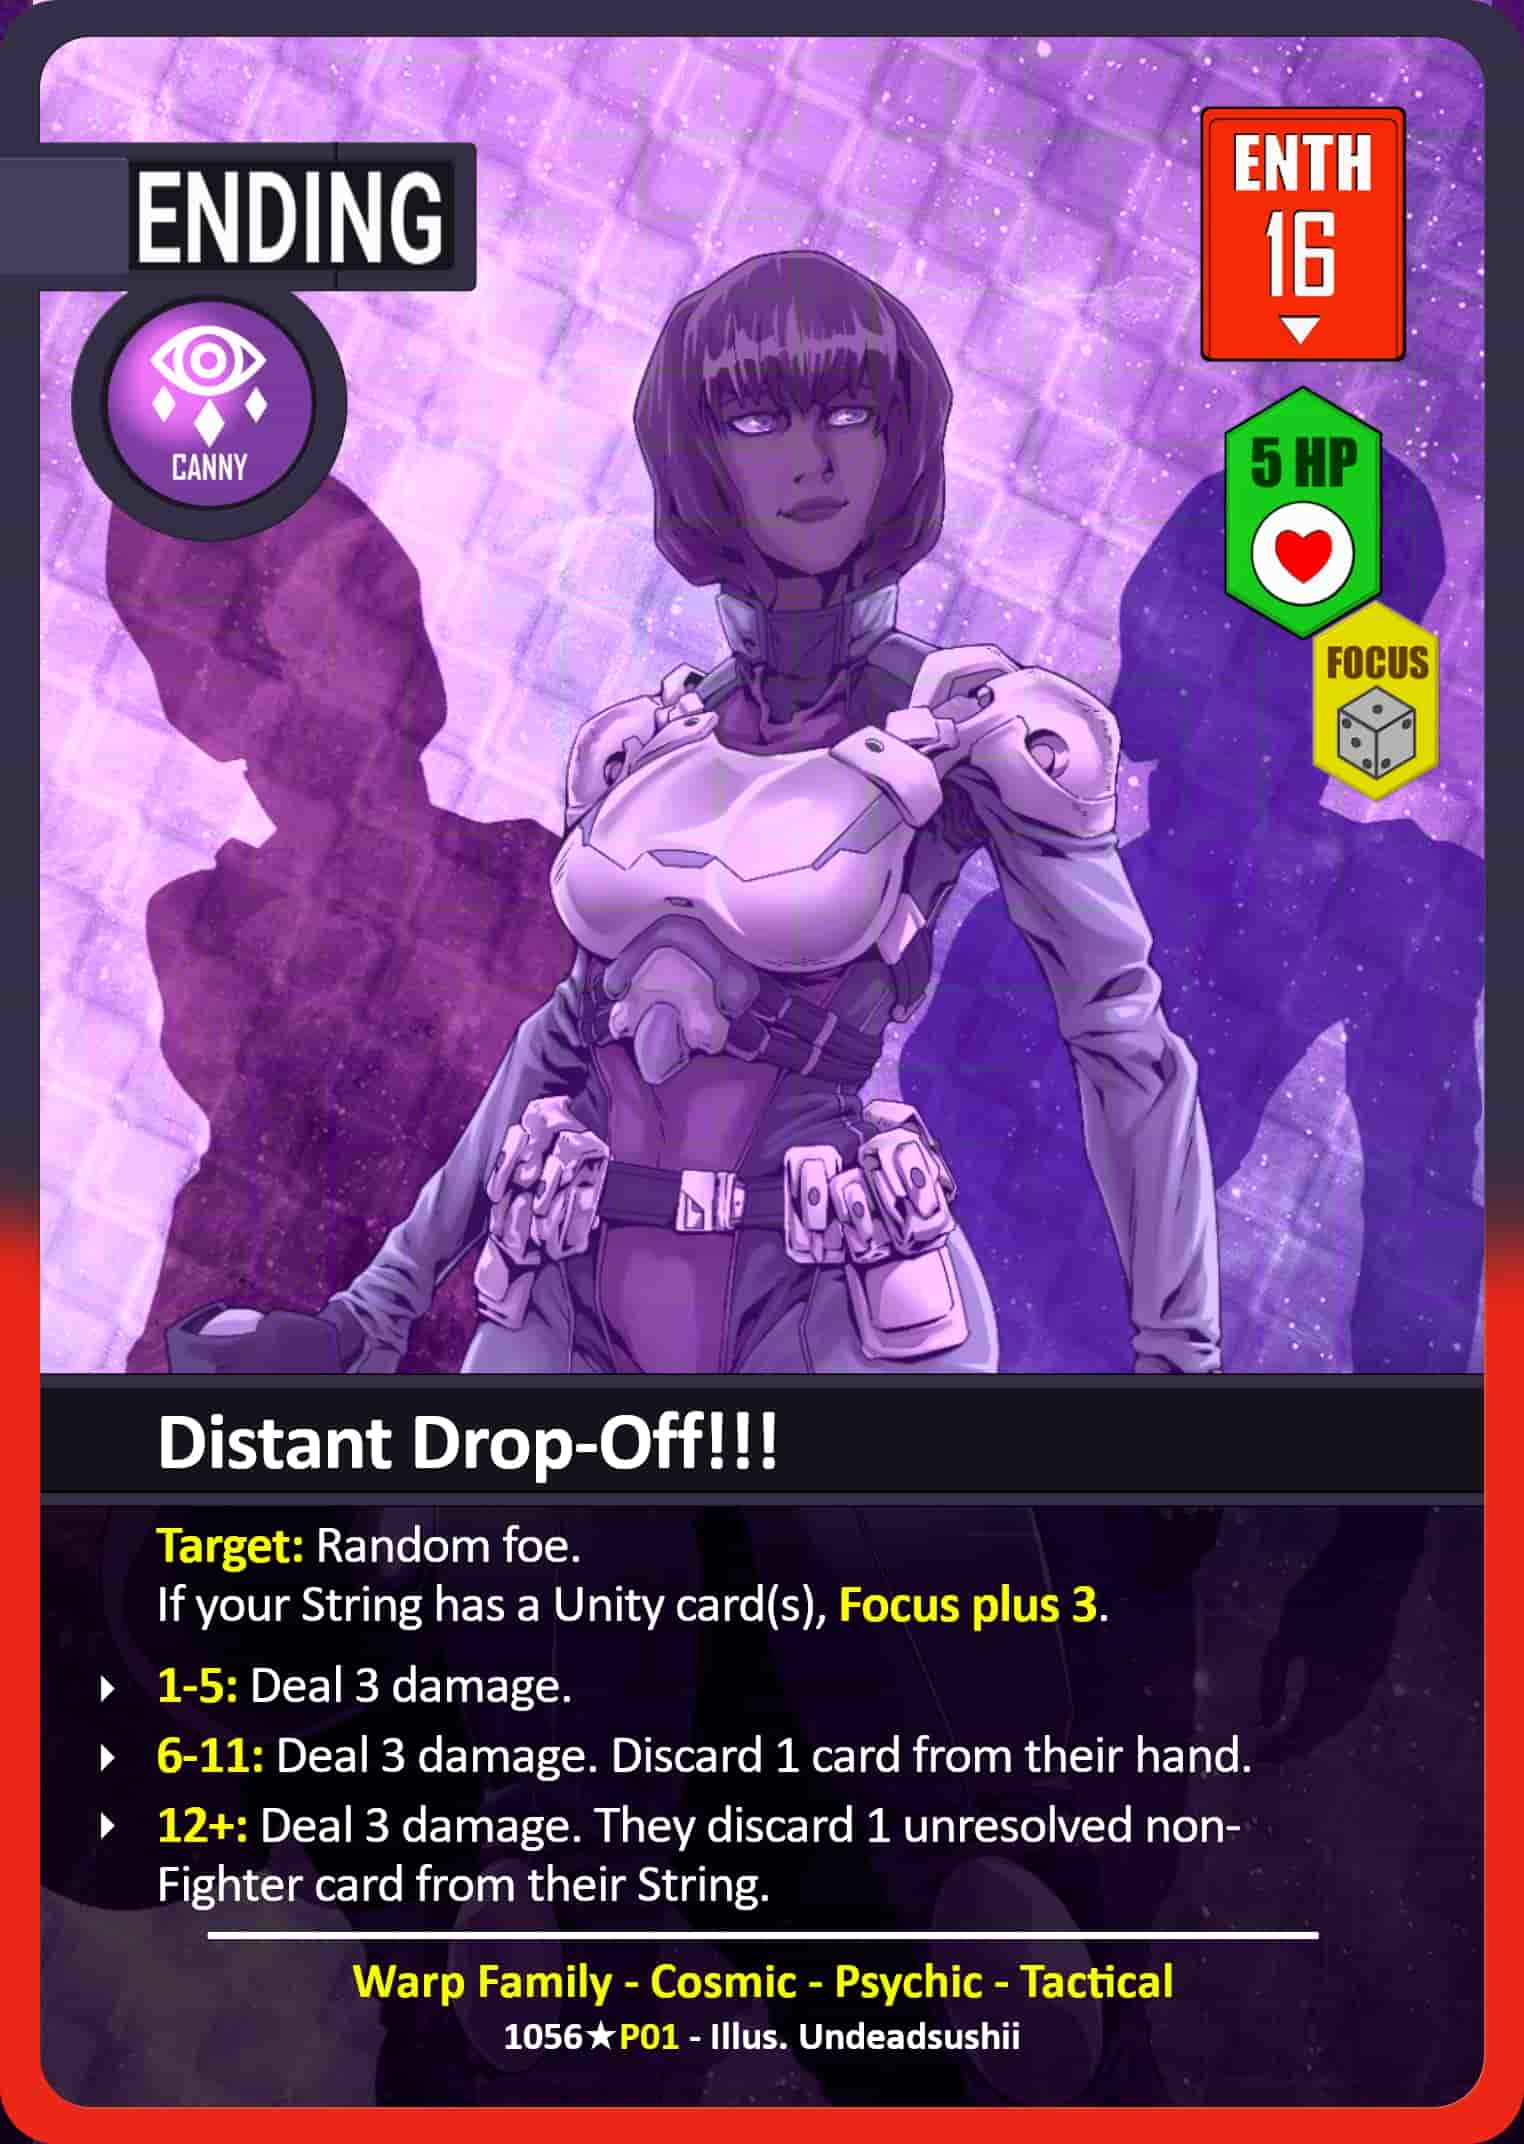 ENDING
ENTH
16
CANNY
5 HP
FOCUS
Distant Drop-Off!!!
Target: Random foe.
If your String has a Unity card(s), Focus plus 3.
1-5: Deal 3 damage.
6-11: Deal 3 damage. Discard 1 card from their hand.
12+: Deal 3 damage. They discard 1 unresolved non-
Fighter card from their String.
Warp Family - Cosmic - Psychic - Tactical
1056★P01 - Illus. Undeadsushii